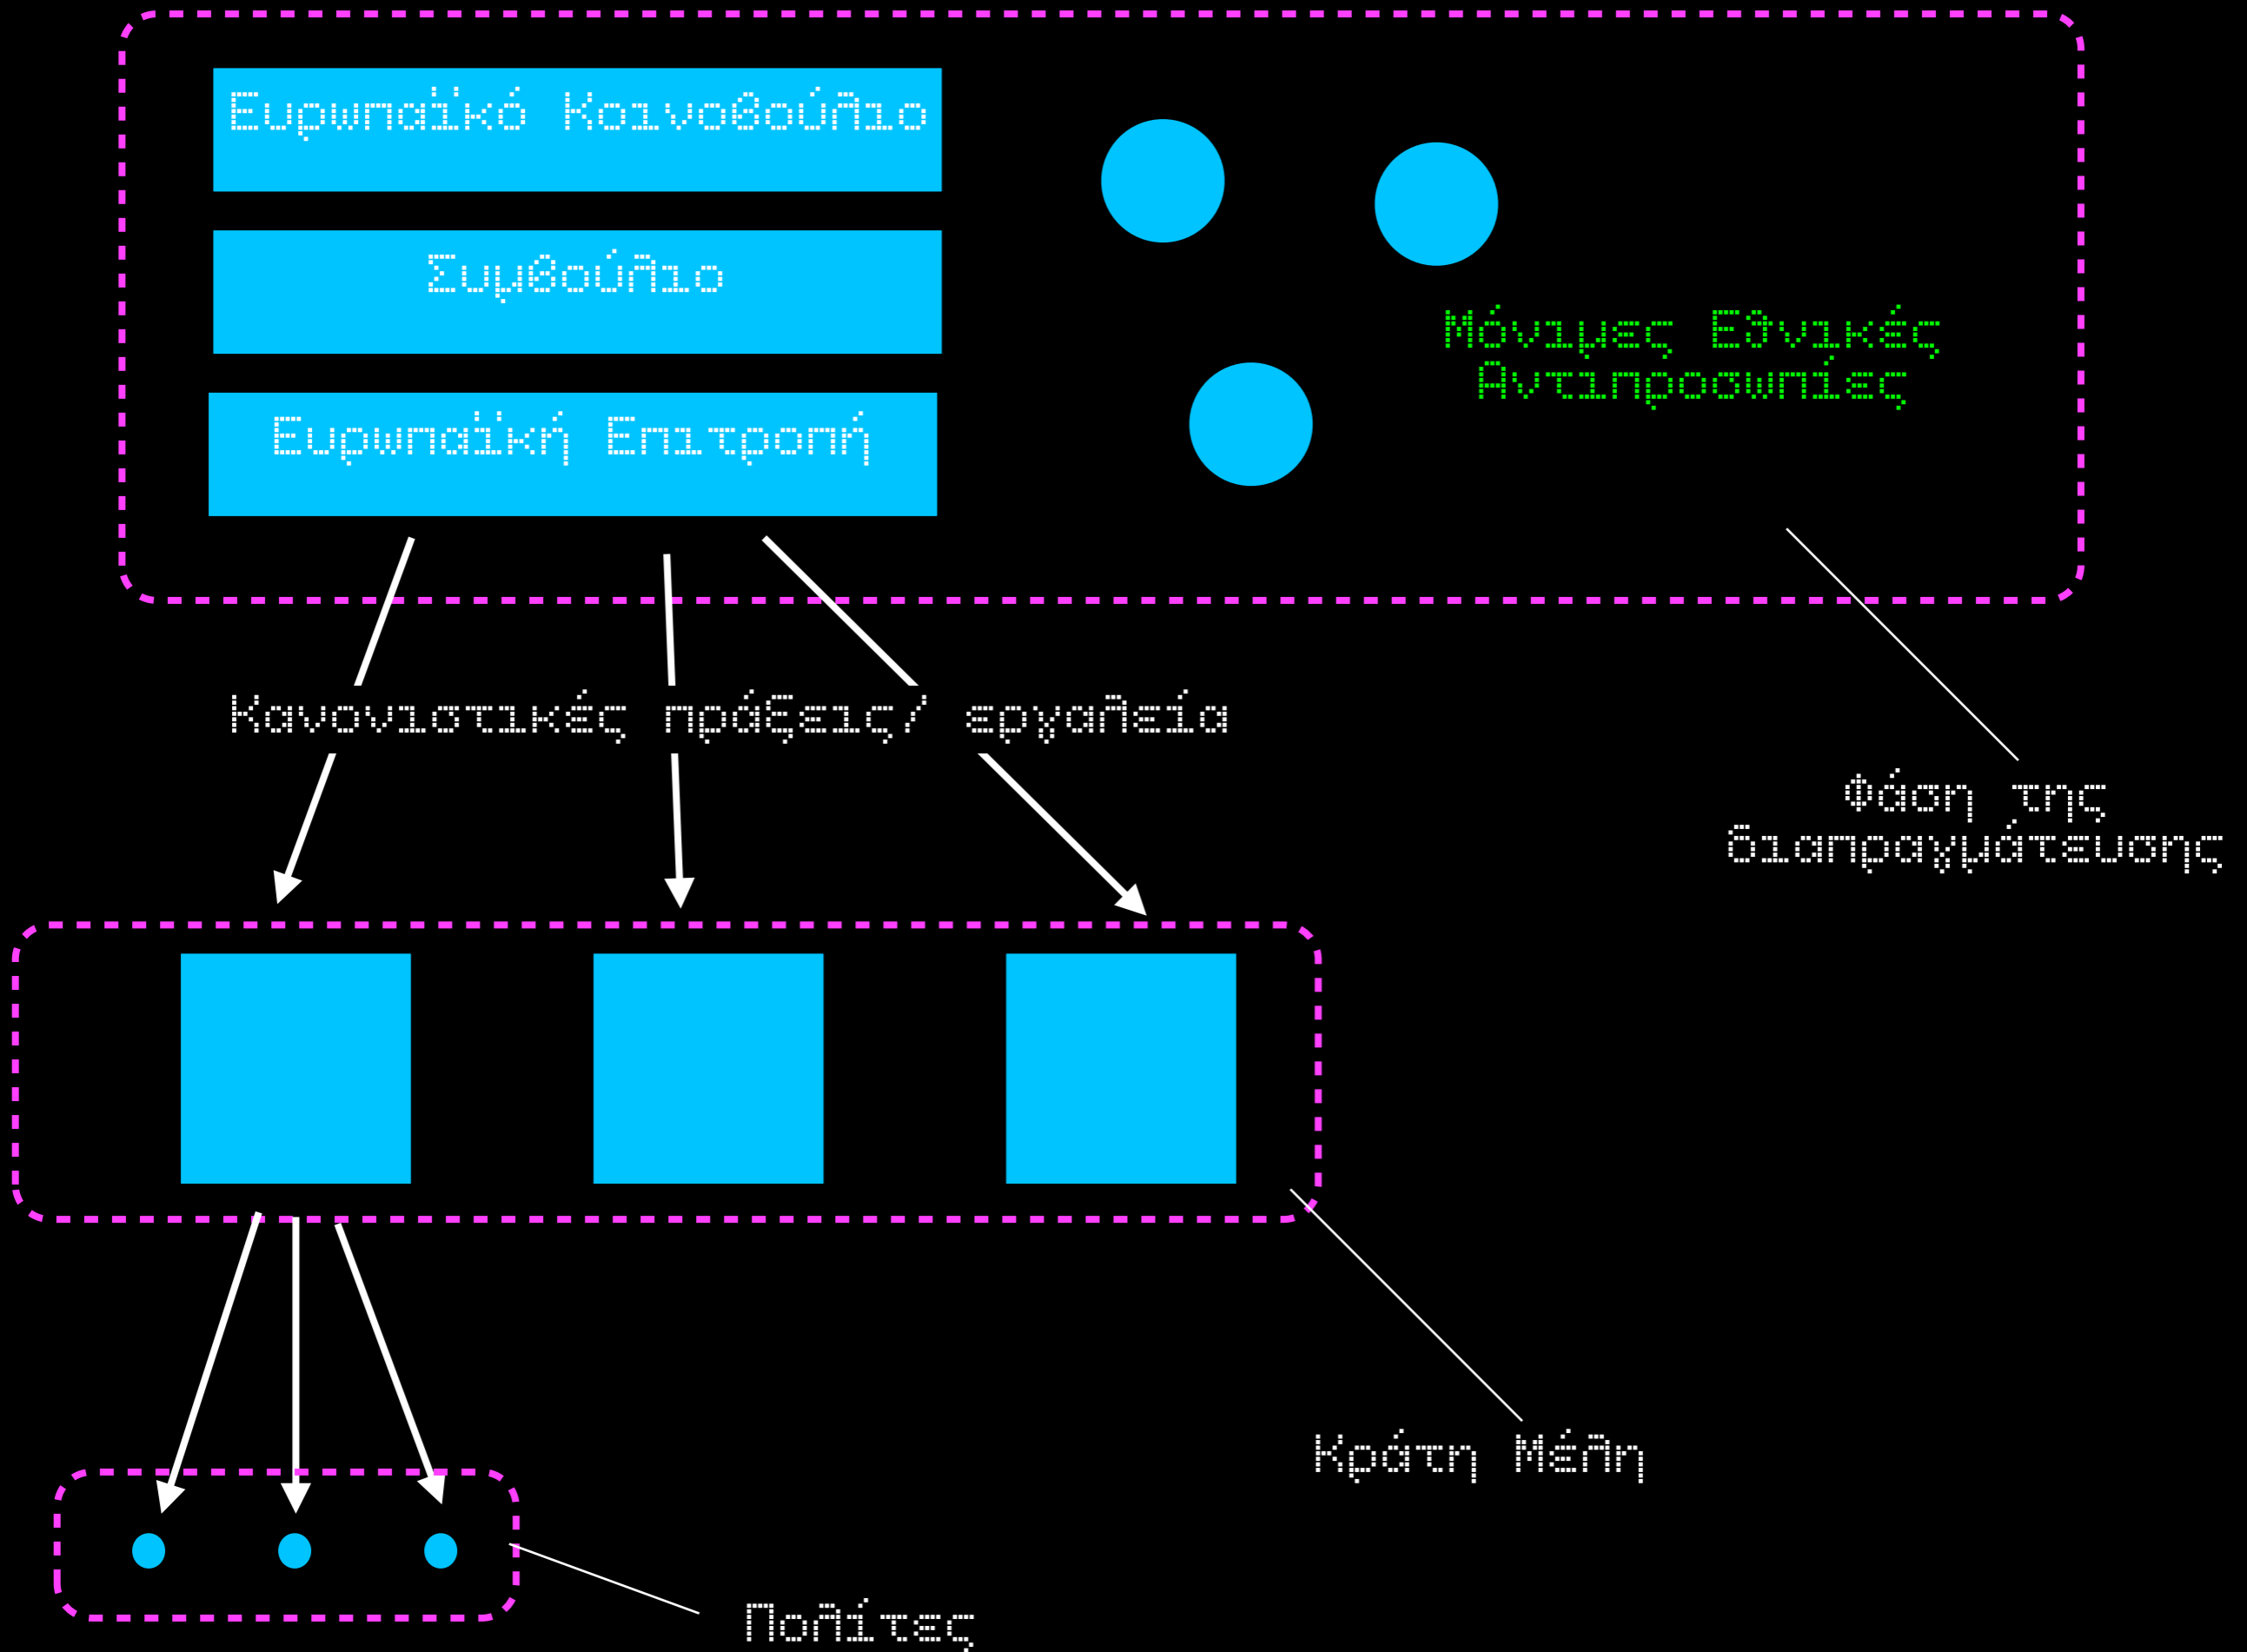 Ευρωπαϊκό Κοινοβούλιο
Συμβούλιο
Ευρωπαϊκή Επιτροπή
Μόνιμες Εθνικές
Αντιπροσωπίες
Κανονιστικές πράξεις/ εργαλεία
Φάση της
διαπραγμάτευσης
Κράτη Μέλη
Πολίτες